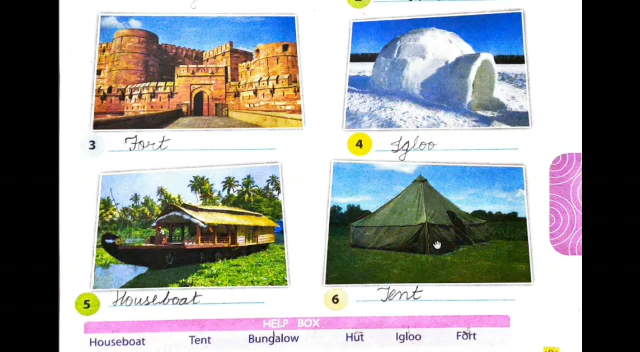 3 Fort
4 Igloo
5 Houseboat
6 Tent
HELP BOX
Houseboat Tent Bungalow Hut Igloo Fort